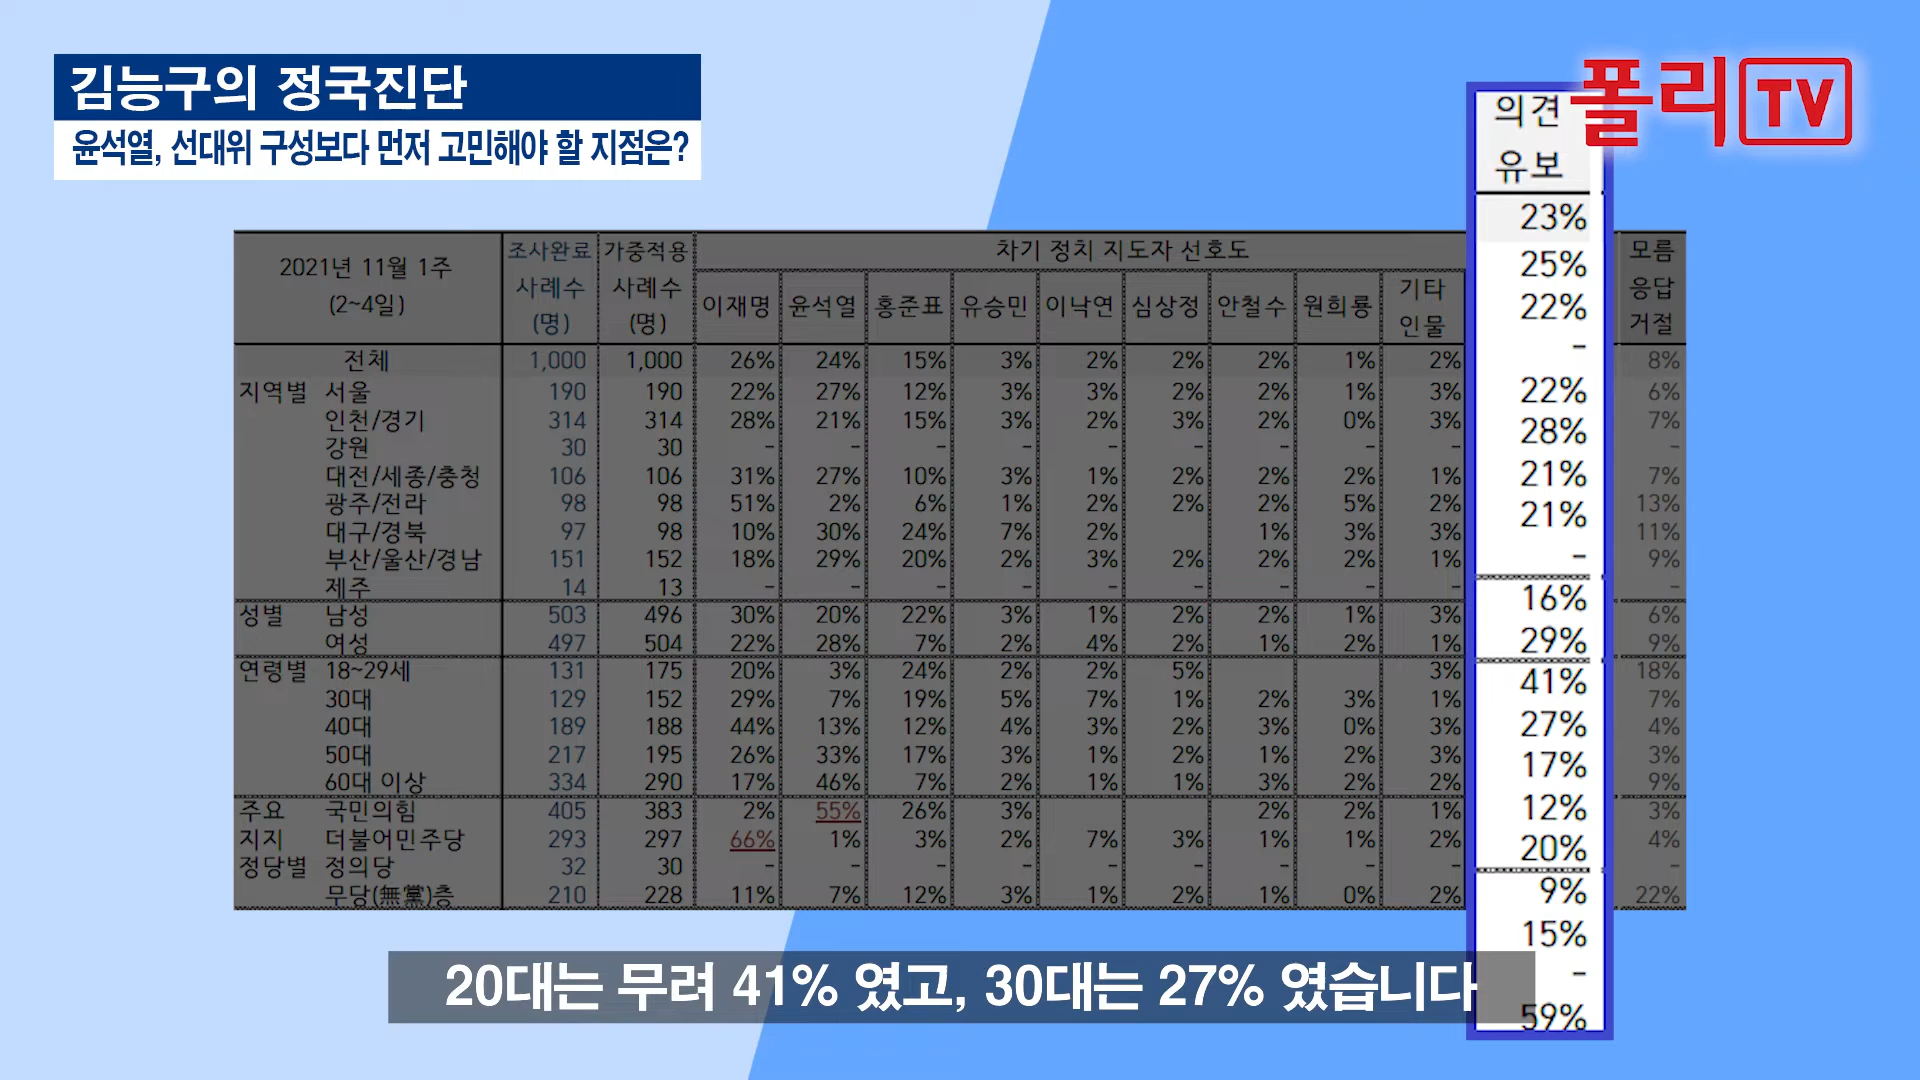 김능구의 정국진단
윤석열, 선대위 구성보다 먼저 고민해야 할 지점은?
폴리TV
2021년 11월 1주 (2~4일) 조사완료 사례수 (명) 가중적용 사례수 (명) 차기 정치 지도자 선호도 모름 응답 거절
이재명 윤석열 홍준표 유승민 이낙연 심상정 안철수 원희룡 기타 인물 의견 유보
전체 1,000 1,000 26% 24% 15% 3% 2% 2% 2% 1% 2% 23% 8%
지역별 서울 190 190 22% 27% 12% 3% 3% 2% 2% 1% 3% 25% 6%
인천/경기 314 314 28% 21% 15% 3% 2% 3% 2% 0% 3% 22% 7%
강원 30 30 - - - - - - - - - - -
대전/세종/충청 106 106 31% 27% 10% 3% 1% 2% 2% 2% 1% 22% 7%
광주/전라 98 98 51% 2% 6% 1% 2% 2% 2% 5% 2% 28% 13%
대구/경북 97 98 10% 30% 24% 7% 2% 1% 3% 3% 21% 11%
부산/울산/경남 151 152 18% 29% 20% 2% 3% 2% 2% 2% 1% 21% 9%
제주 14 13 - - - - - - - - - - -
성별 남성 503 496 30% 20% 22% 3% 1% 2% 2% 1% 3% 16% 6%
여성 497 504 22% 28% 7% 2% 4% 2% 1% 2% 1% 29% 9%
연령별 18~29세 131 175 20% 3% 24% 2% 2% 5% 3% 41% 18%
30대 129 152 29% 7% 19% 5% 7% 1% 2% 3% 1% 27% 7%
40대 189 188 44% 13% 12% 4% 3% 2% 3% 0% 3% 17% 4%
50대 217 195 26% 33% 17% 3% 1% 2% 1% 2% 3% 12% 3%
60대 이상 334 290 17% 46% 7% 2% 1% 1% 3% 2% 2% 20% 9%
주요 국민의힘 405 383 2% 55% 26% 3% 2% 2% 1% 9% 3%
지지 더불어민주당 293 297 66% 1% 3% 2% 7% 3% 1% 1% 2% 15% 4%
정당별 정의당 32 30 - - - - - - - - - - -
무당(無黨)층 210 228 11% 7% 12% 3% 1% 2% 1% 0% 2% 59% 22%
20대는 무려 41% 였고, 30대는 27% 였습니다